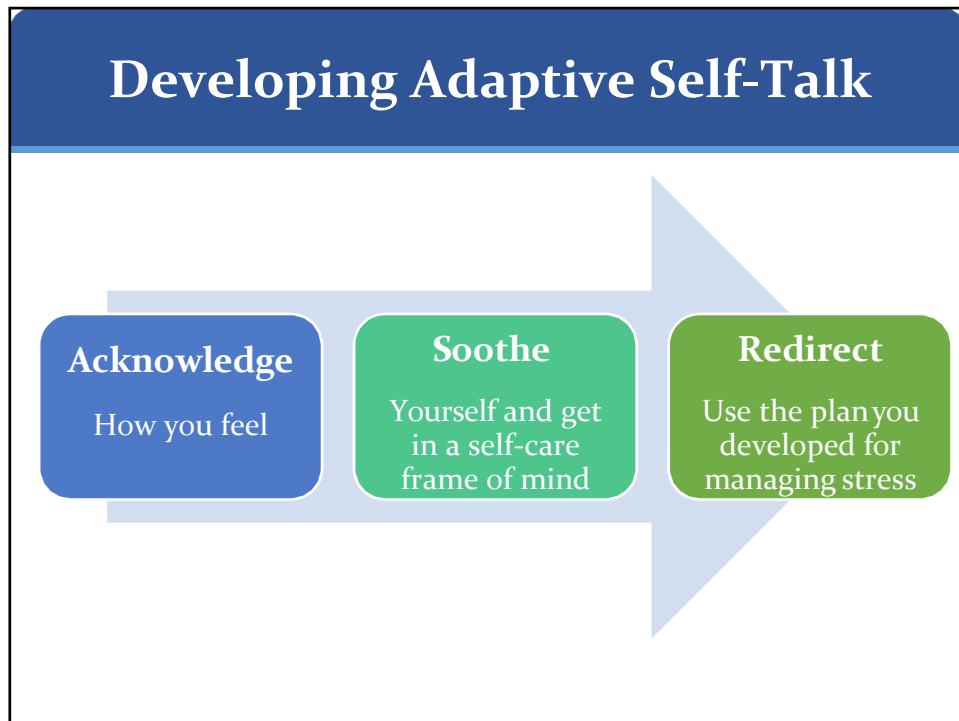 Developing Adaptive Self-Talk
Acknowledge
How you feel
Soothe
Yourself and get
in a self-care
frame of mind
Redirect
Use the plan you
developed for
managing stress